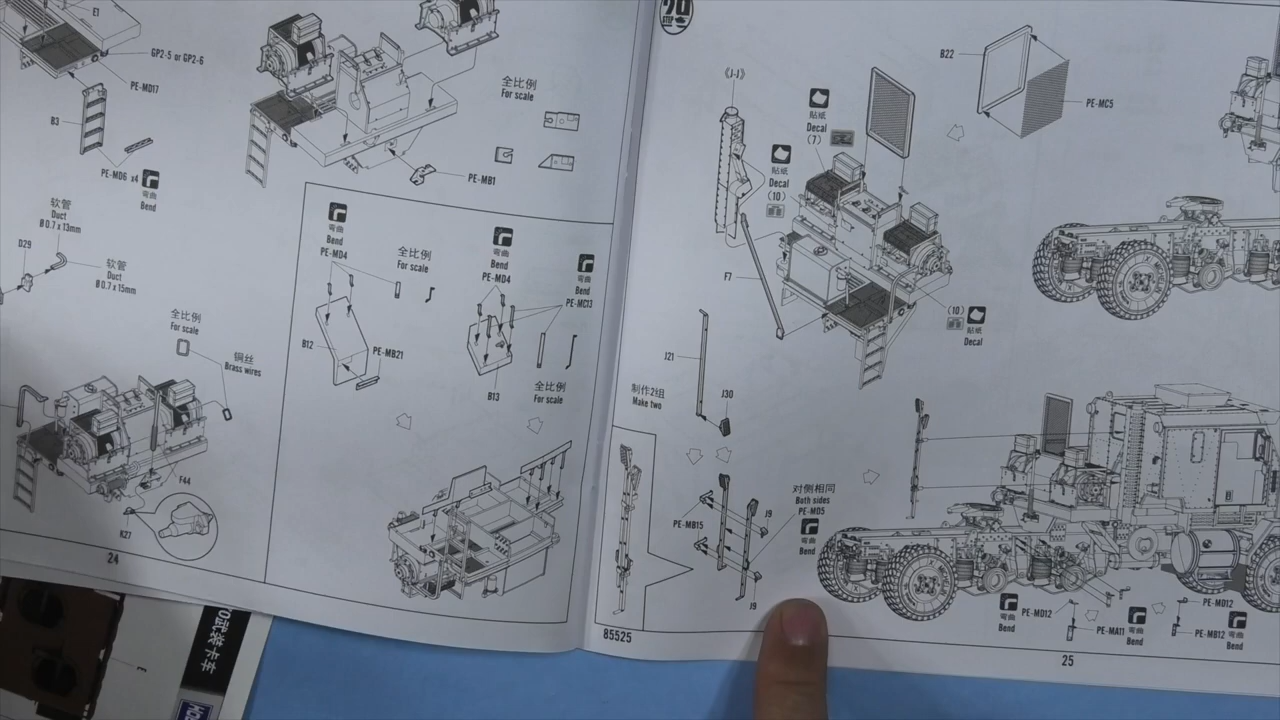 E1
GP2-5 or GP2-6
PE-MD17
B3
PE-MD6 x4
弯曲
Bend
全比例
For scale
PE-MB1
软管
Duct
Ø 0.7 x 13mm
D29
软管
Duct
Ø 0.7 x 15mm
全比例
For scale
铜丝
Brass wires
F44
K27
24
弯曲
Bend
PE-MD4
全比例
For scale
弯曲
Bend
PE-MD4
弯曲
Bend
PE-MC13
B12
PE-MB21
B13
全比例
For scale
STEP
《J-J》
贴纸
Decal
(7)
贴纸
Decal
(10)
B22
PE-MC5
F7
(10)
贴纸
Decal
J21
制作2组
Make two
J30
对侧相同
Both sides
PE-MD5
弯曲
Bend
PE-MB15
J9
J9
PE-MD12
弯曲
Bend
PE-MA11
弯曲
Bend
PE-MD12
PE-MB12
弯曲
Bend
85525
25
0武装卡车
E